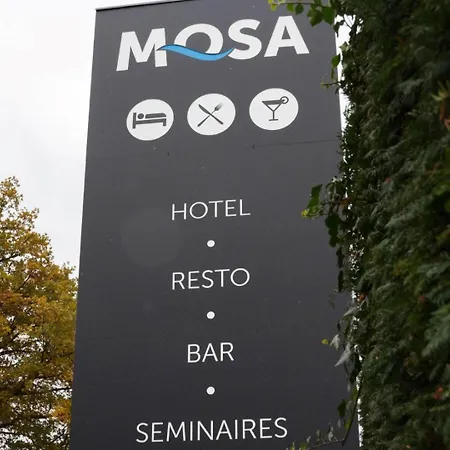 MOSA
HOTEL
•
RESTO
•
BAR
•
SEMINAIRES